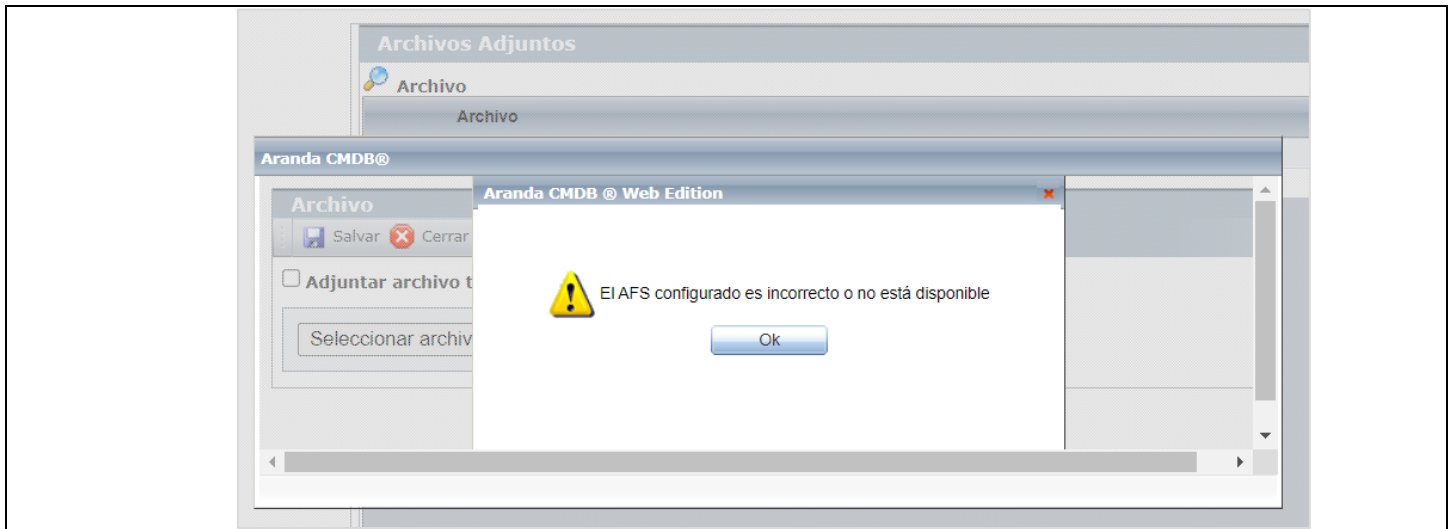 Archivos Adjuntos
Archivo
Archivo
Aranda CMDB®
Aranda CMDB ® Web Edition
Archivo
Salvar Cerrar
Adjuntar archivo t
El AFS configurado es incorrecto o no está disponible
Seleccionar archiv
Ok